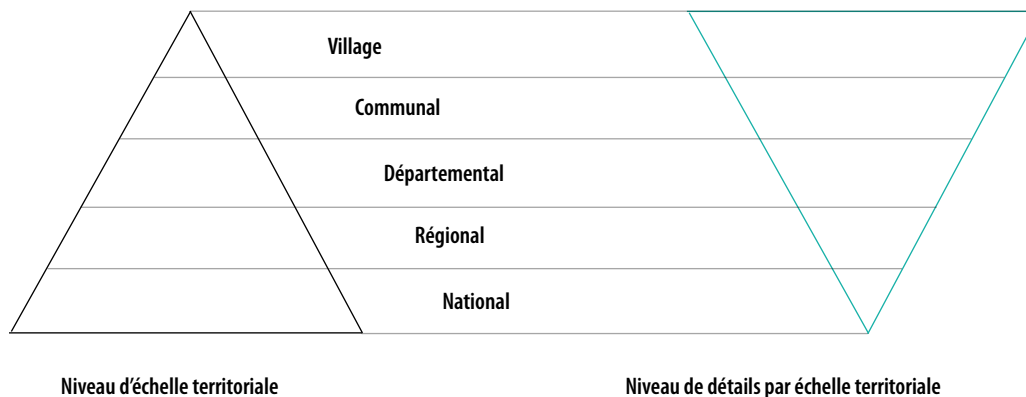 Village
Communal
Départemental
Régional
National
Niveau d’échelle territoriale
Niveau de détails par échelle territoriale